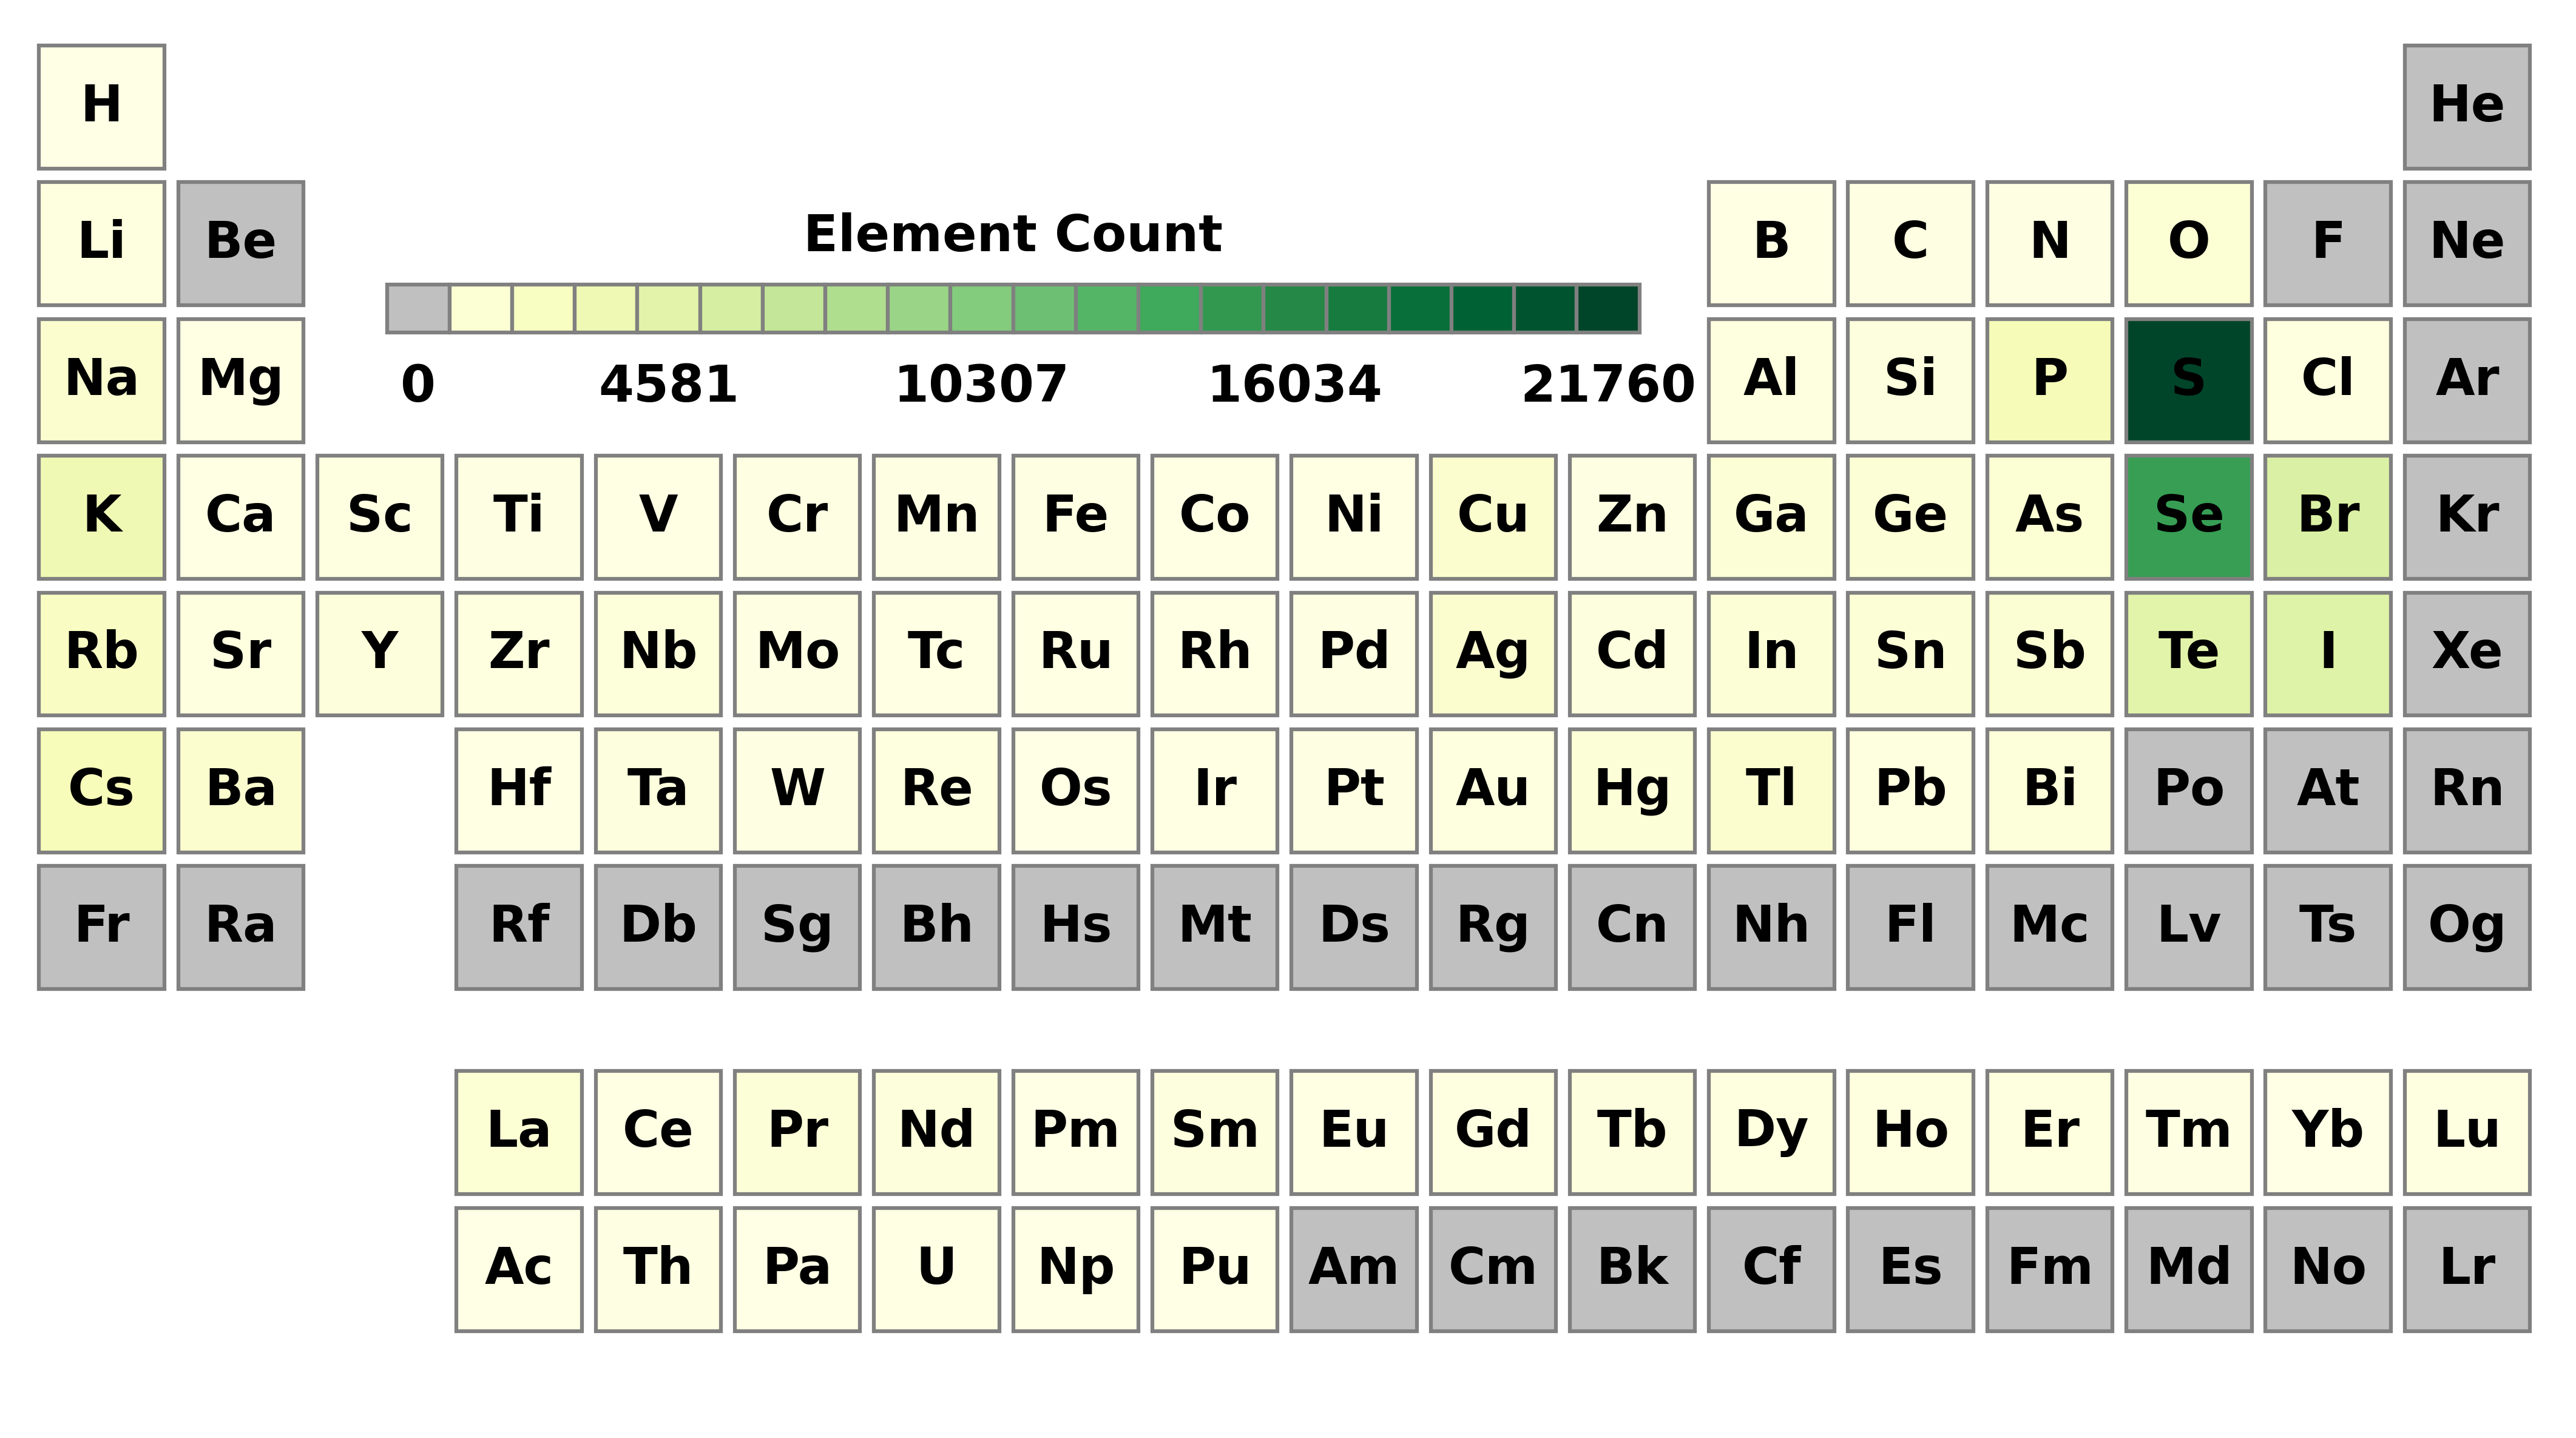 H He
Li Be B C N O F Ne
Element Count
Na Mg Al Si P S Cl Ar
0 4581 10307 16034 21760
K Ca Sc Ti V Cr Mn Fe Co Ni Cu Zn Ga Ge As Se Br Kr
Rb Sr Y Zr Nb Mo Tc Ru Rh Pd Ag Cd In Sn Sb Te I Xe
Cs Ba Hf Ta W Re Os Ir Pt Au Hg Tl Pb Bi Po At Rn
Fr Ra Rf Db Sg Bh Hs Mt Ds Rg Cn Nh Fl Mc Lv Ts Og
La Ce Pr Nd Pm Sm Eu Gd Tb Dy Ho Er Tm Yb Lu
Ac Th Pa U Np Pu Am Cm Bk Cf Es Fm Md No Lr